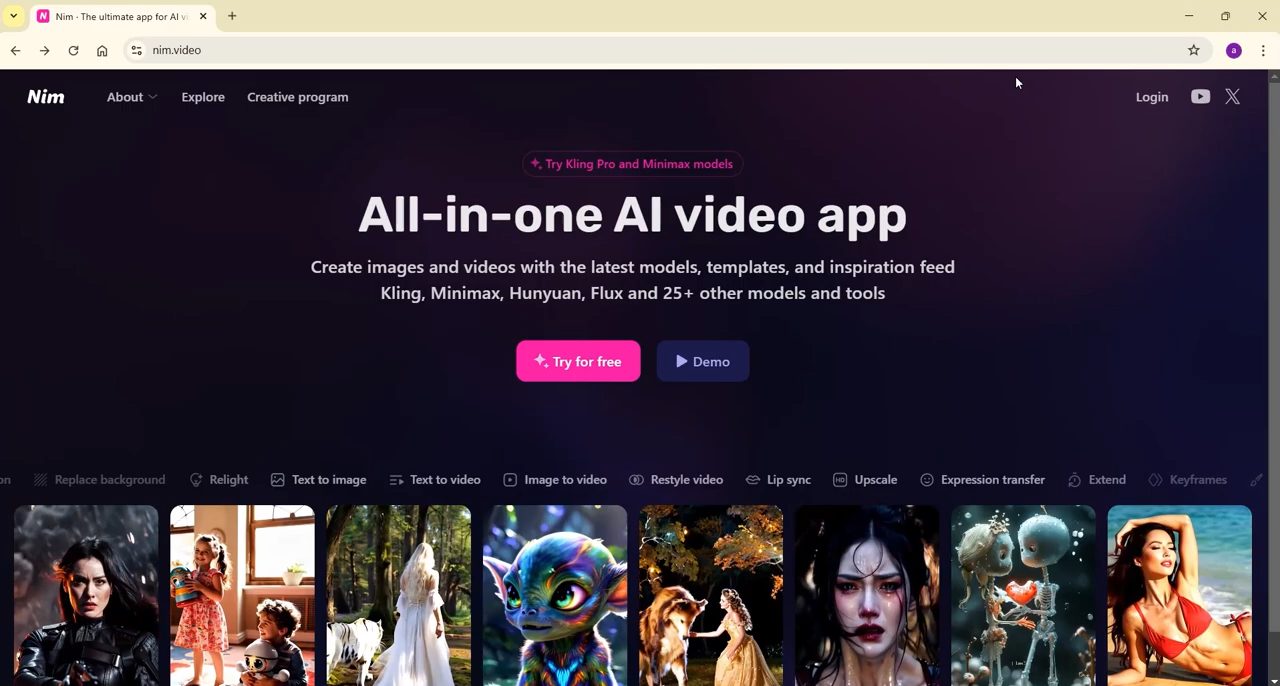 Nim · The ultimate app for AI vi
nim.video
a
Nim
About
Explore
Creative program
Login
Try Kling Pro and Minimax models
All-in-one AI video app
Create images and videos with the latest models, templates, and inspiration feed
Kling, Minimax, Hunyuan, Flux and 25+ other models and tools
Try for free
Demo
on
Replace background
Relight
Text to image
Text to video
Image to video
Restyle video
Lip sync
HD
Upscale
Expression transfer
Extend
Keyframes